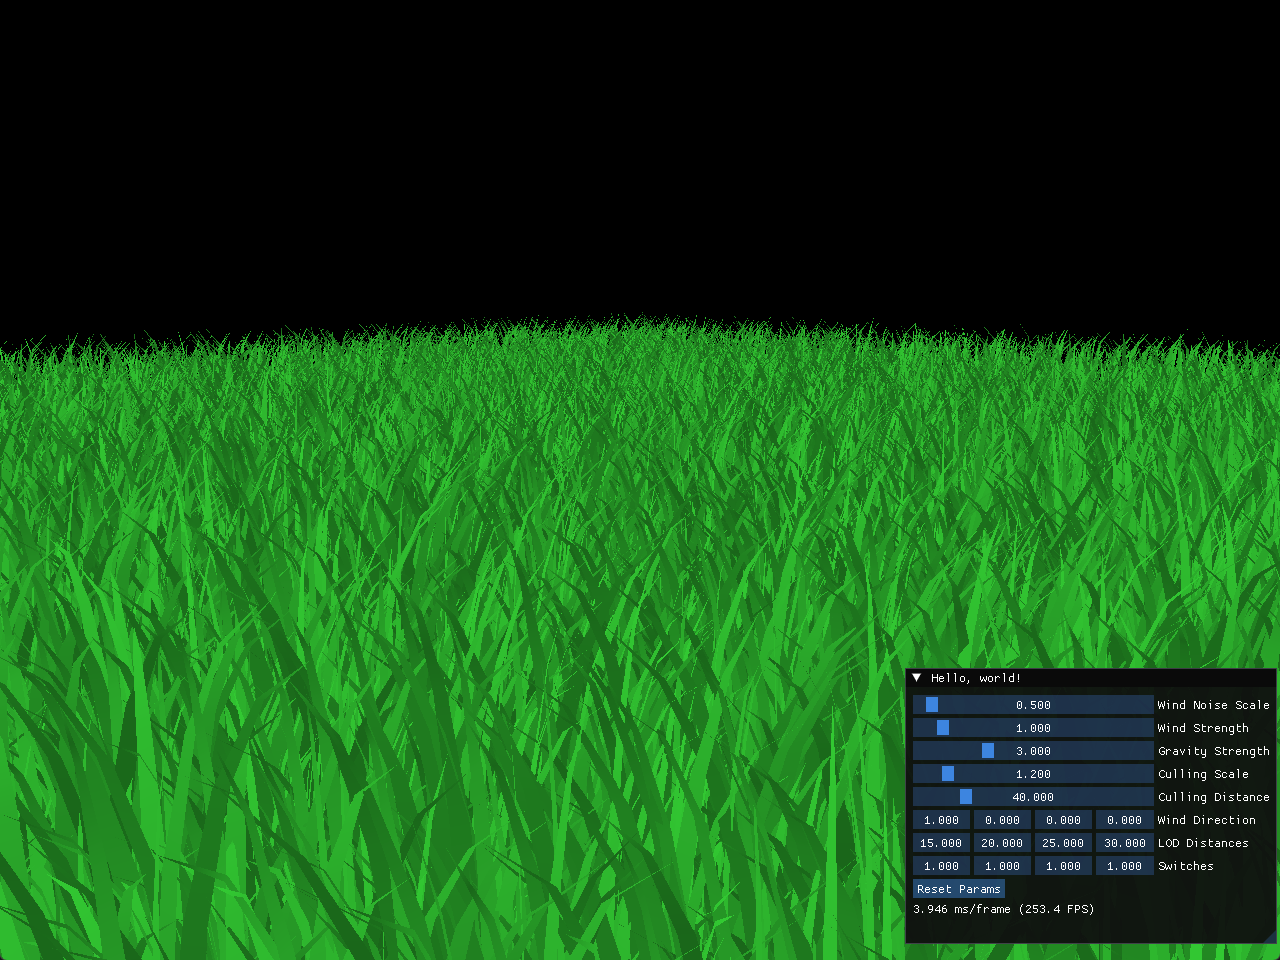 Hello, world!
0.500 Wind Noise Scale
1.000 Wind Strength
3.000 Gravity Strength
1.200 Culling Scale
40.000 Culling Distance
1.000 0.000 0.000 0.000 Wind Direction
15.000 20.000 25.000 30.000 LOD Distances
1.000 1.000 1.000 1.000 Switches
Reset Params
3.946 ms/frame (253.4 FPS)